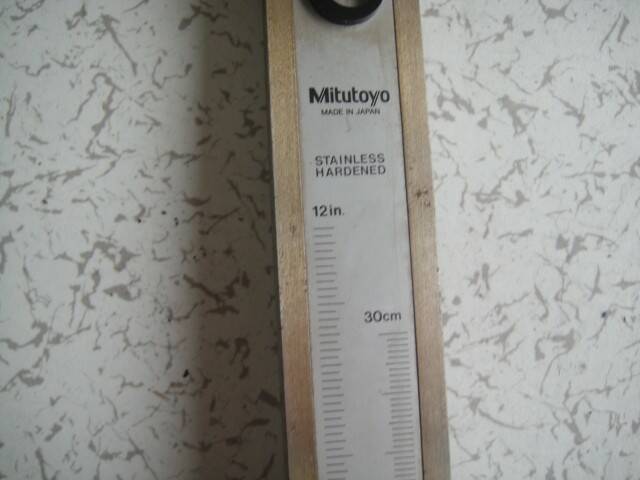 Mitutoyo
MADE IN JAPAN
STAINLESS
HARDENED
12in.
30cm